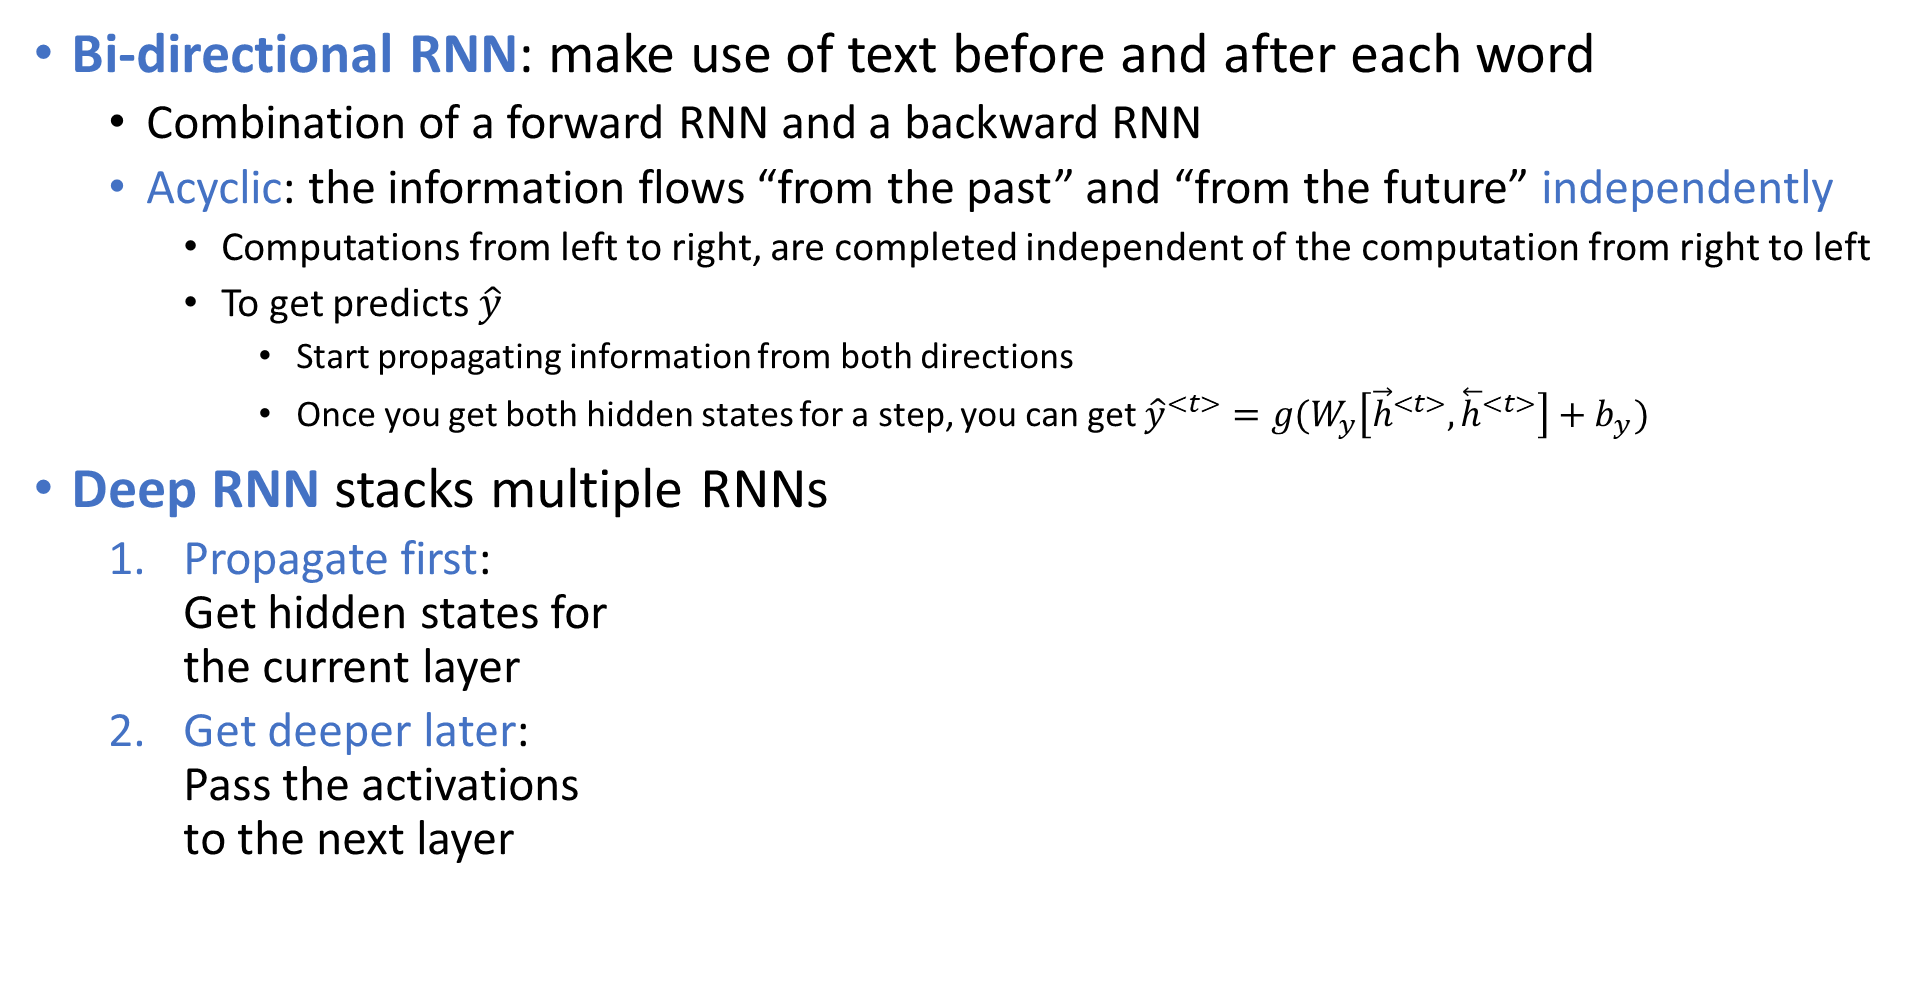 • Bi-directional RNN: make use of text before and after each word
• Combination of a forward RNN and a backward RNN
• Acyclic: the information flows “from the past” and “from the future” independently
• Computations from left to right, are completed independent of the computation from right to left
• To get predicts ŷ
• Start propagating information from both directions
• Once you get both hidden states for a step, you can get ŷ^{<t>} = g(W_y[\overrightarrow{h}^{<t>}, \overleftarrow{h}^{<t>}] + b_y)
• Deep RNN stacks multiple RNNs
1. Propagate first:
Get hidden states for
the current layer
2. Get deeper later:
Pass the activations
to the next layer